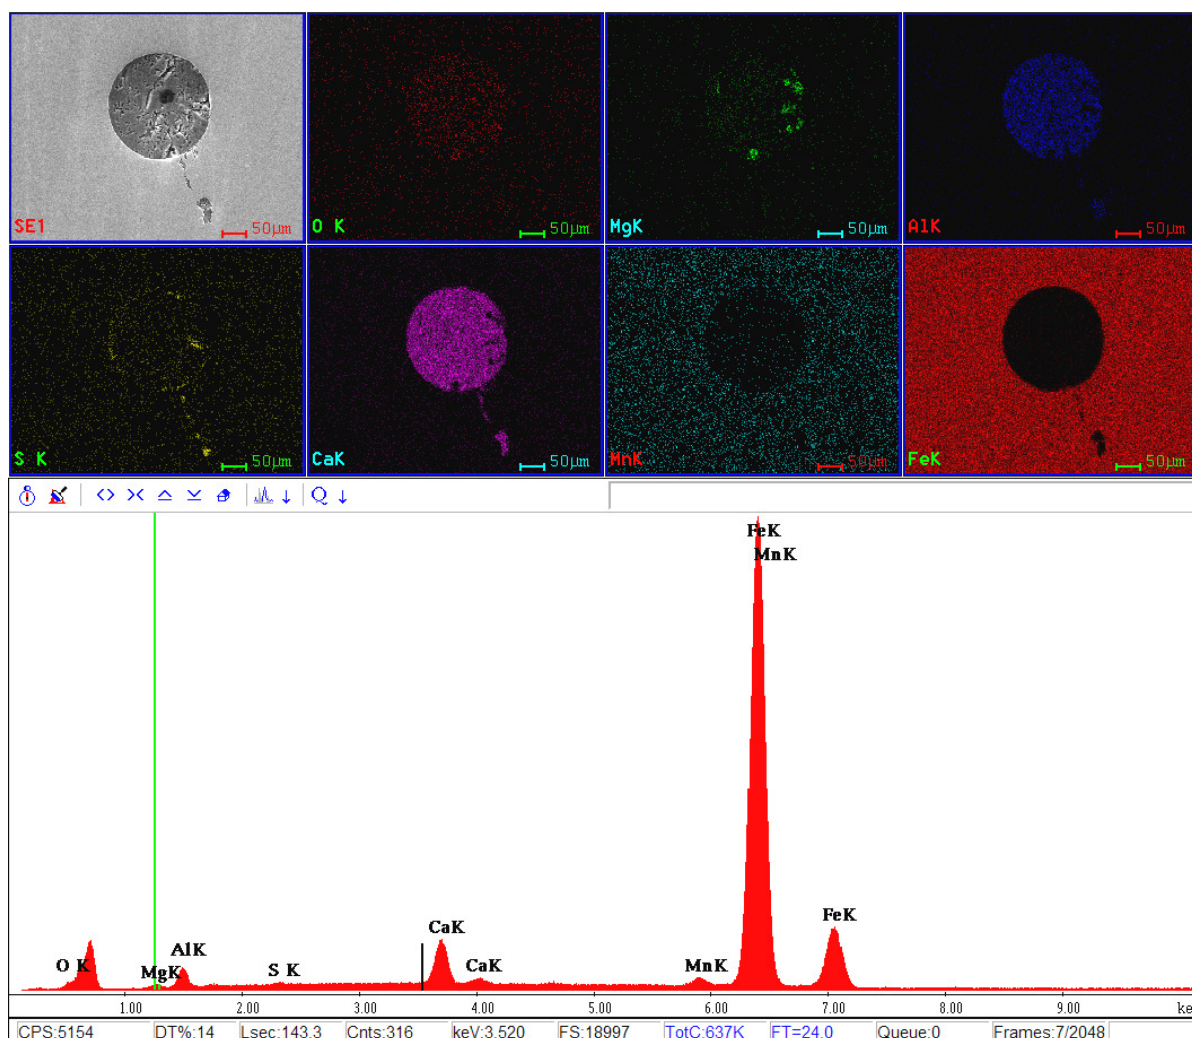 SE1 50µm
O K 50µm
MgK 50µm
AlK 50µm
S K 50µm
CaK 50µm
MnK 50µm
FeK 50µm
Q
FeK
MnK
FeK
CaK
CaK
MnK
O K
MgK
AlK
S K
1.00 2.00 3.00 4.00 5.00 6.00 7.00 8.00 9.00 ke
CPS:5154 DT%:14 Lsec:143.3 Cnts:316 keV:3.520 FS:18997 TotC:637K FT=24.0 Queue:0 Frames:7/2048